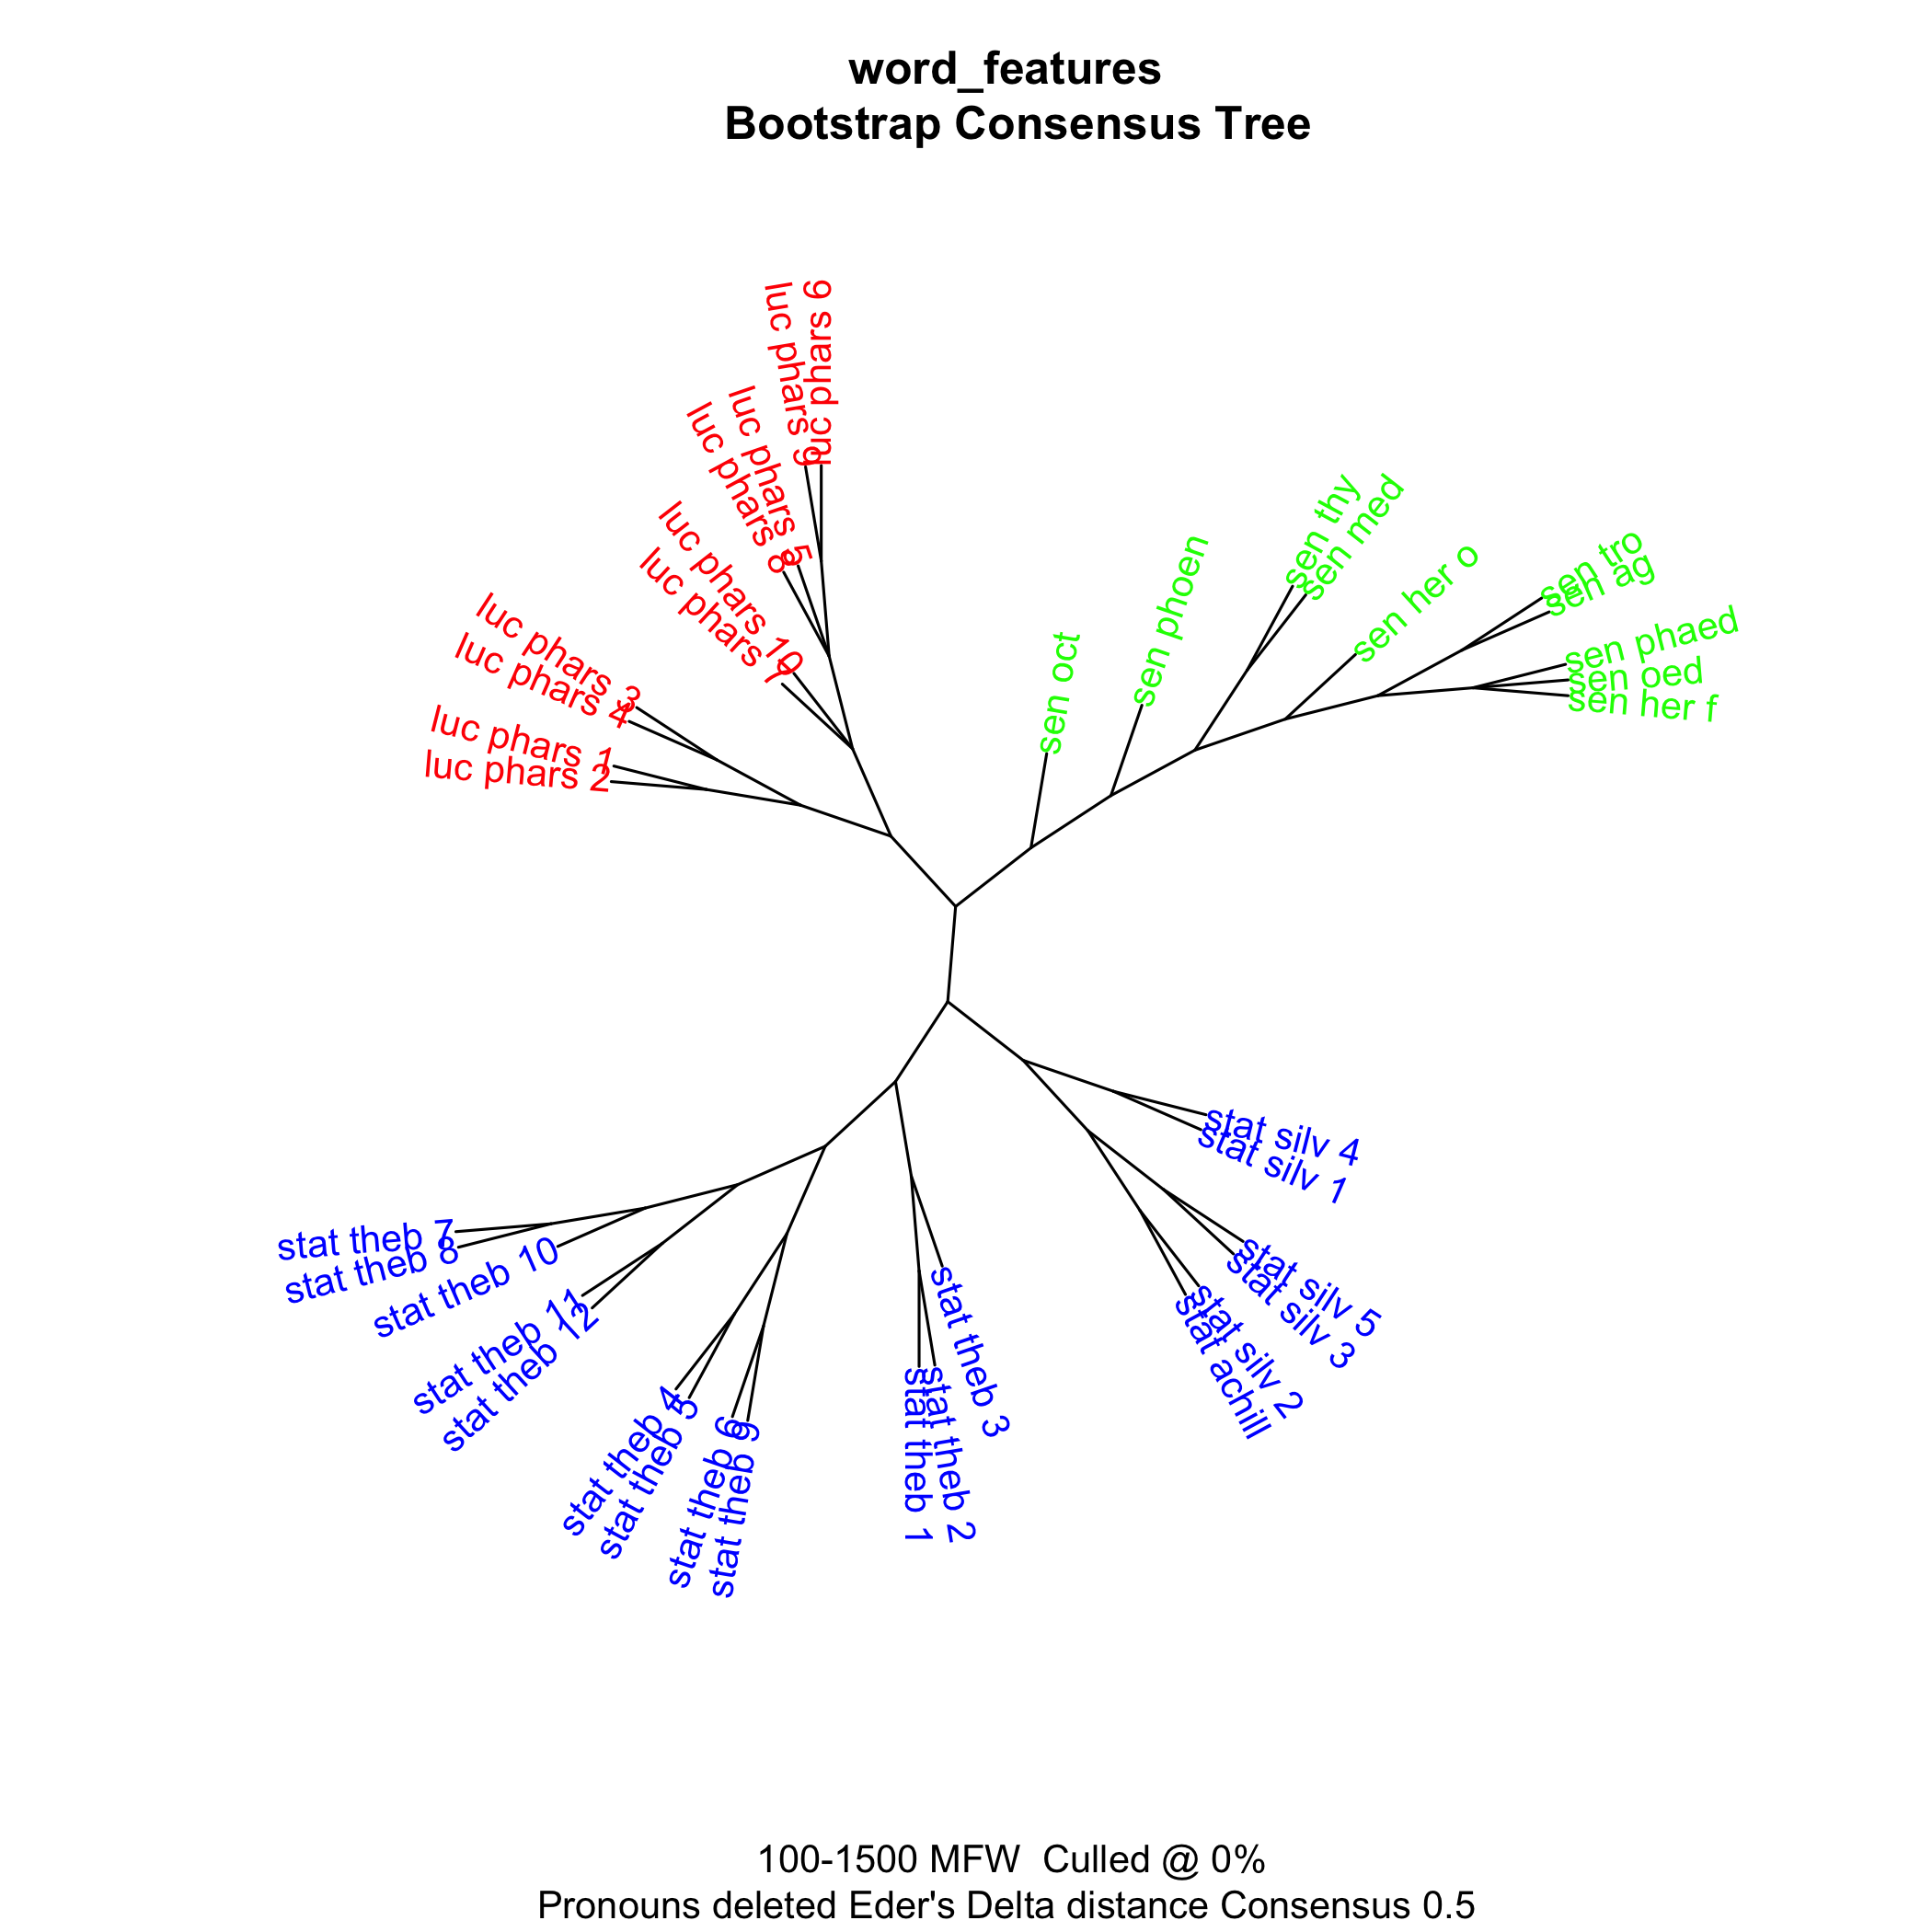 word_features
Bootstrap Consensus Tree
luc phars 9
luc phars 6
luc phars 5
luc phars 8
luc phars 10
luc phars 7
luc phars 3
luc phars 4
luc phars 1
luc phars 2
sen oct
sen phoen
sen thy
sen med
sen her o
sen tro
sen ag
sen phaed
sen oed
sen her f
stat silv 4
stat silv 1
stat silv 5
stat silv 3
stat silv 2
stat achill
stat theb 3
stat theb 2
stat theb 1
stat theb 9
stat theb 6
stat theb 5
stat theb 4
stat theb 12
stat theb 11
stat theb 10
stat theb 8
stat theb 7
100-1500 MFW  Culled @ 0%
Pronouns deleted Eder's Delta distance Consensus 0.5